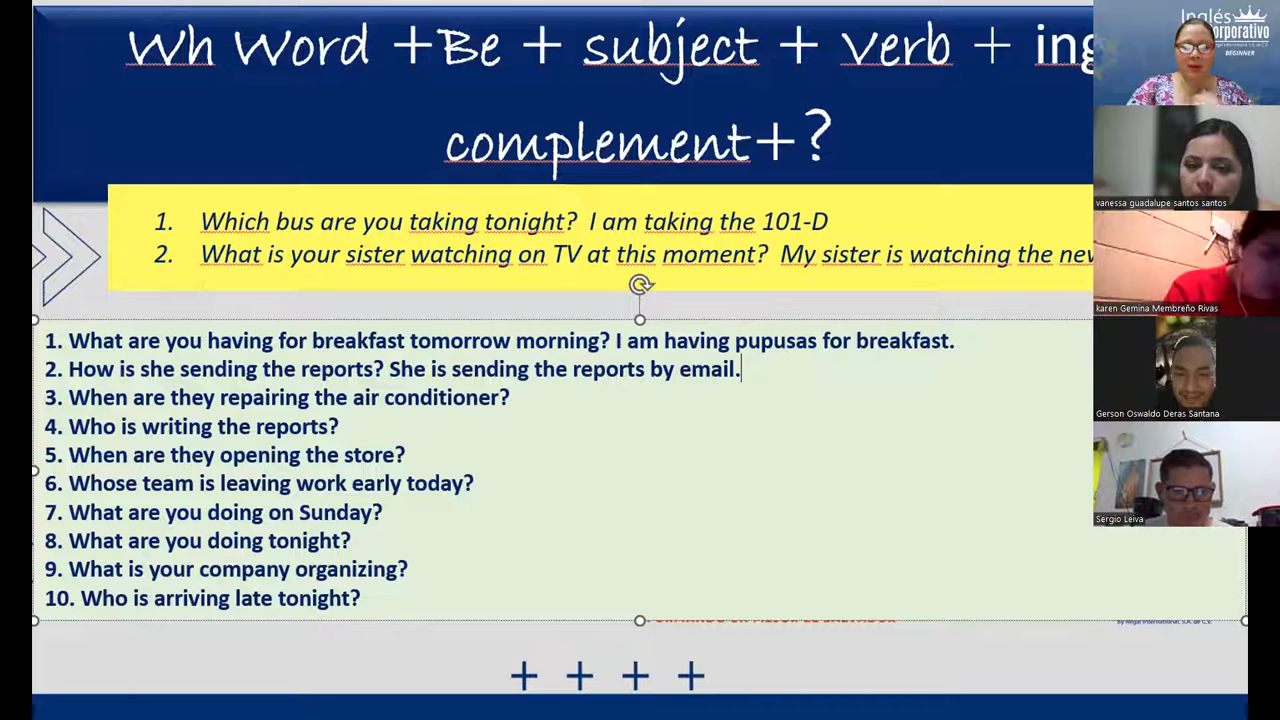 Wh Word +Be + subject + verb + ing
complement+?
1. Which bus are you taking tonight? I am taking the 101-D
2. What is your sister watching on TV at this moment? My sister is watching the
1. What are you having for breakfast tomorrow morning? I am having pupusas for breakfast.
2. How is she sending the reports? She is sending the reports by email.
3. When are they repairing the air conditioner?
4. Who is writing the reports?
5. When are they opening the store?
6. Whose team is leaving work early today?
7. What are you doing on Sunday?
8. What are you doing tonight?
9. What is your company organizing?
10. Who is arriving late tonight?
+ + + +
Inglés
BEGINNER
vanessa guadalupe santos santos
karen Gemina Membreño Rivas
Gerson Oswaldo Deras Santana
Sergio Leiva